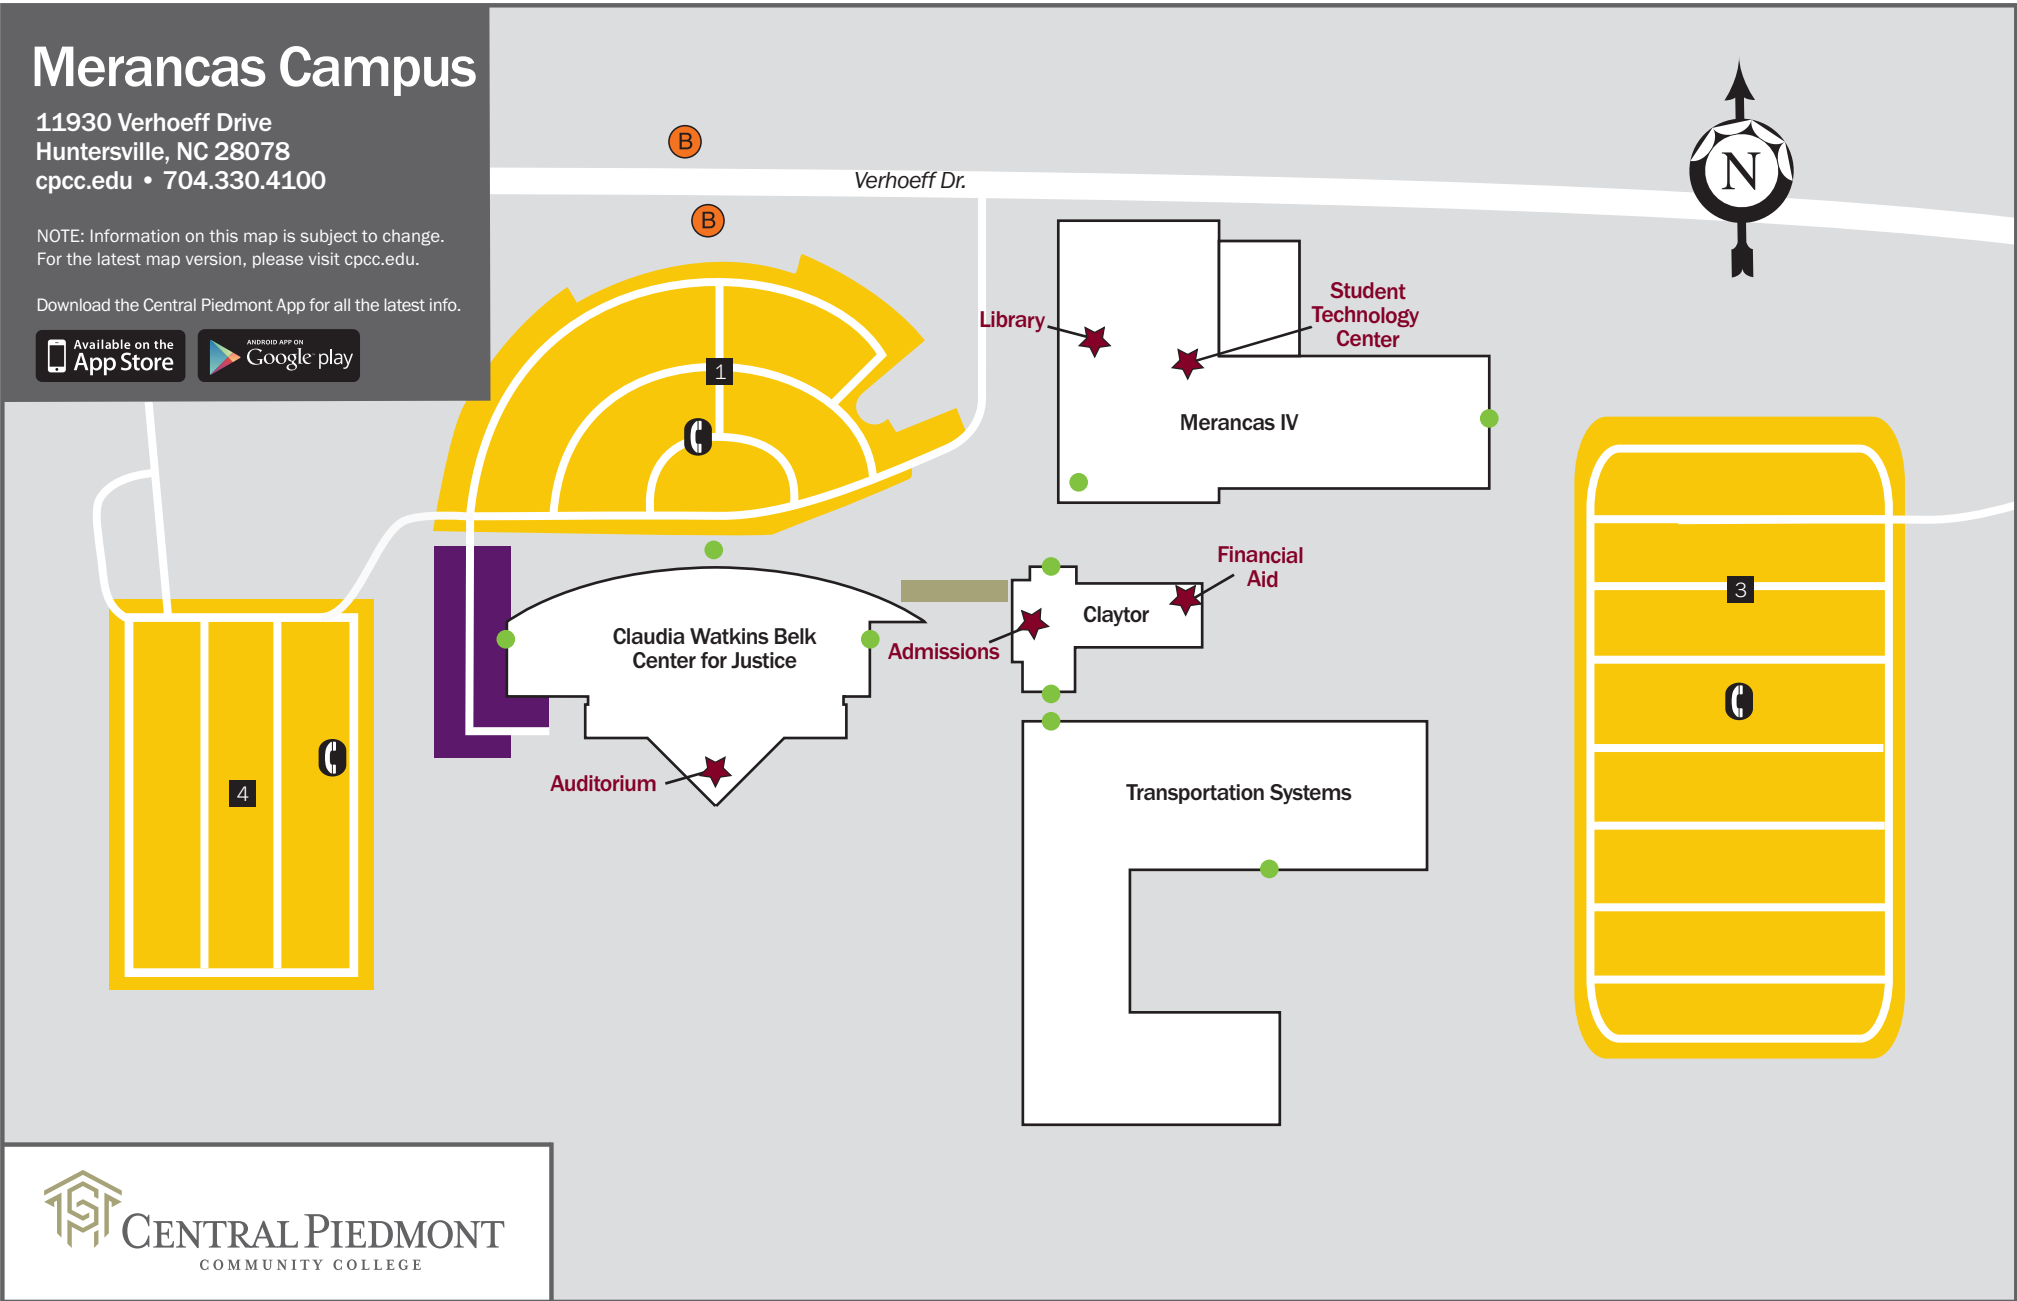 Merancas Campus
11930 Verhoeff Drive
Huntersville, NC 28078
cpcc.edu • 704.330.4100
NOTE: Information on this map is subject to change.
For the latest map version, please visit cpcc.edu.
Download the Central Piedmont App for all the latest info.
Available on the
App Store
ANDROID APP ON
Google play
B
Verhoeff Dr.
B
N
Library
Student
Technology
Center
1
Merancas IV
Financial
Aid
3
Claytor
Admissions
Claudia Watkins Belk
Center for Justice
Auditorium
4
Transportation Systems
CENTRAL PIEDMONT
COMMUNITY COLLEGE